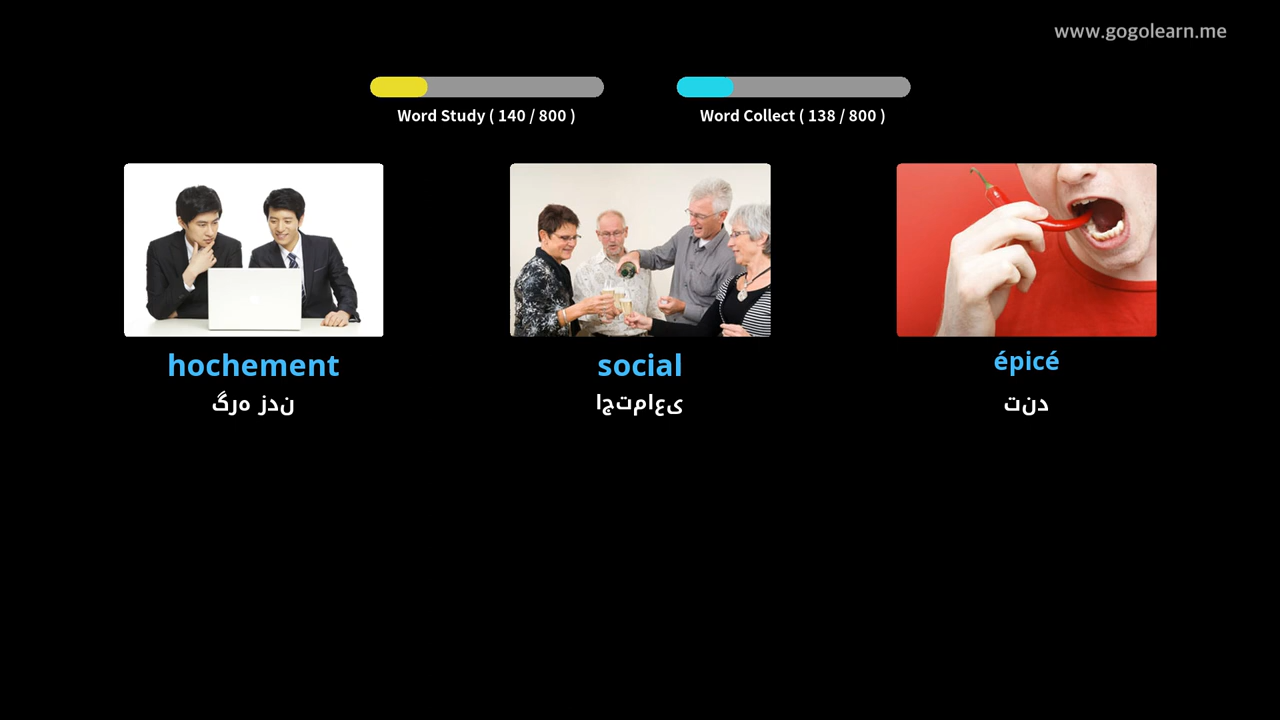 www.gogolearn.me
Word Study ( 140 / 800 )
Word Collect ( 138 / 800 )
hochement
گره زدن
social
اجتماعی
épicé
تند